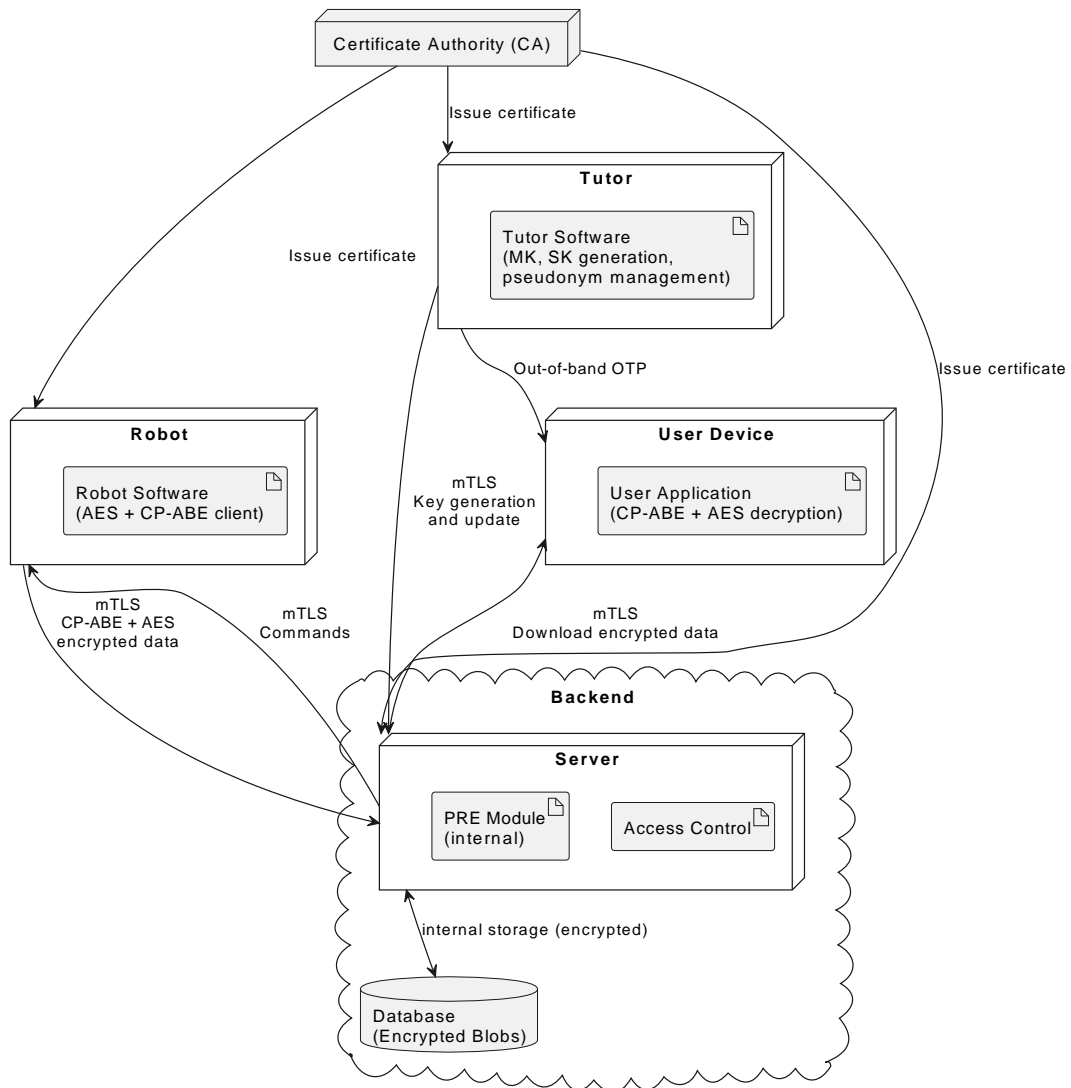 Certificate Authority (CA)
Issue certificate
Tutor
Tutor Software
(MK, SK generation,
pseudonym management)
Issue certificate
Out-of-band OTP
Issue certificate
Robot
Robot Software
(AES + CP-ABE client)
mTLS
Key generation
and update
User Device
User Application
(CP-ABE + AES decryption)
mTLS
CP-ABE + AES
encrypted data
mTLS
Commands
mTLS
Download encrypted data
Backend
Server
PRE Module
(internal)
Access Control
internal storage (encrypted)
Database
(Encrypted Blobs)